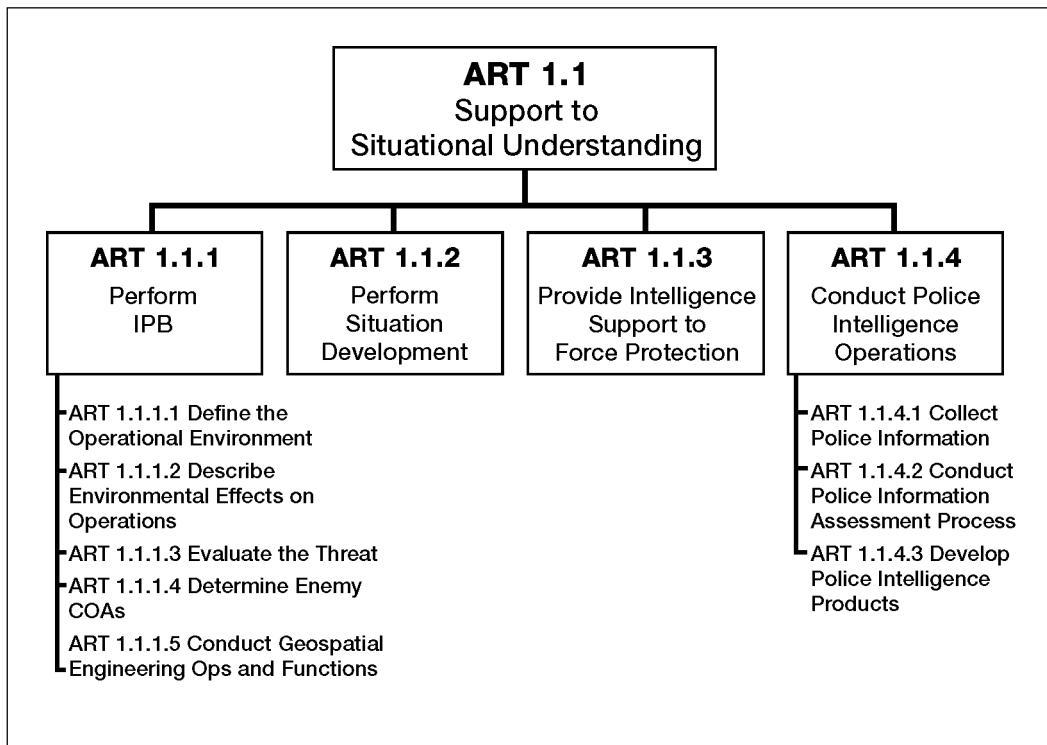 ART 1.1
Support to
Situational Understanding
ART 1.1.1
Perform
IPB
ART 1.1.2
Perform
Situation
Development
ART 1.1.3
Provide Intelligence
Support to
Force Protection
ART 1.1.4
Conduct Police
Intelligence
Operations
ART 1.1.1.1 Define the
Operational Environment
ART 1.1.1.2 Describe
Environmental Effects on
Operations
ART 1.1.1.3 Evaluate the Threat
ART 1.1.1.4 Determine Enemy
COAs
ART 1.1.1.5 Conduct Geospatial
Engineering Ops and Functions
ART 1.1.4.1 Collect
Police Information
ART 1.1.4.2 Conduct
Police Information
Assessment Process
ART 1.1.4.3 Develop
Police Intelligence
Products